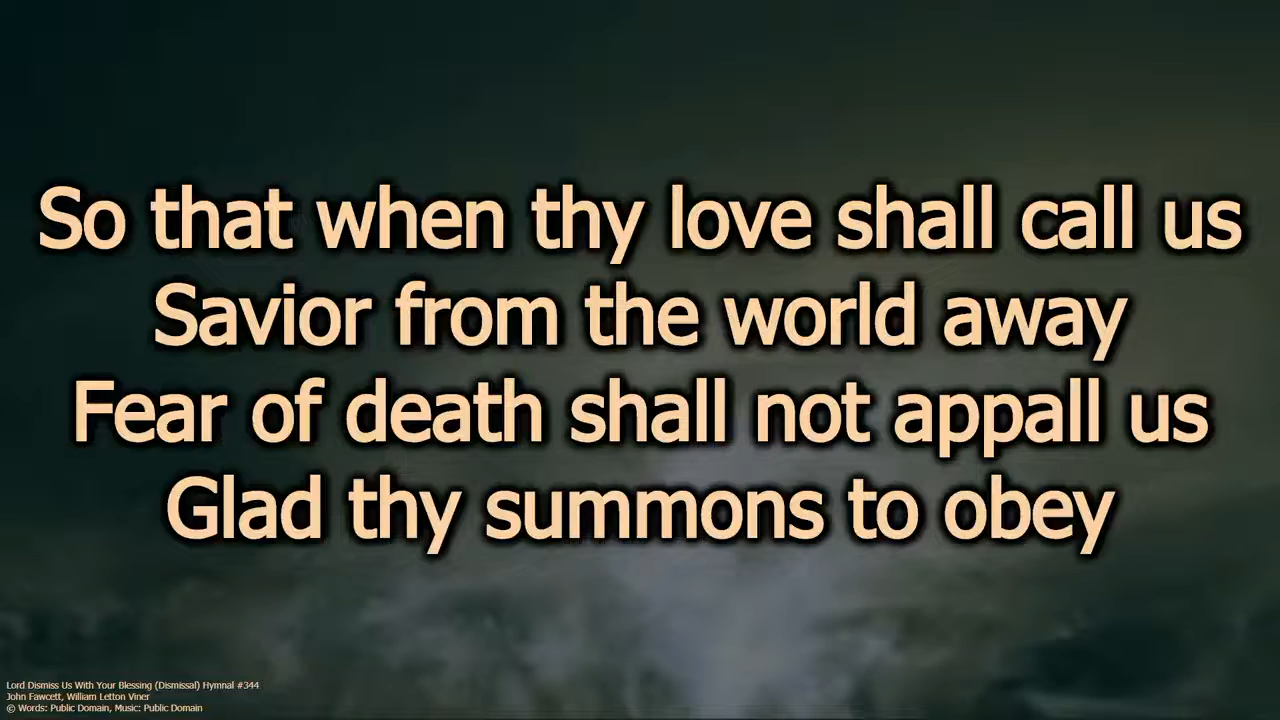 So that when thy love shall call us
Savior from the world away
Fear of death shall not appall us
Glad thy summons to obey
Lord Dismiss Us With Your Blessing (Dismissal) Hymnal #344
John Fawcett, William Letton Viner
© Words: Public Domain, Music: Public Domain